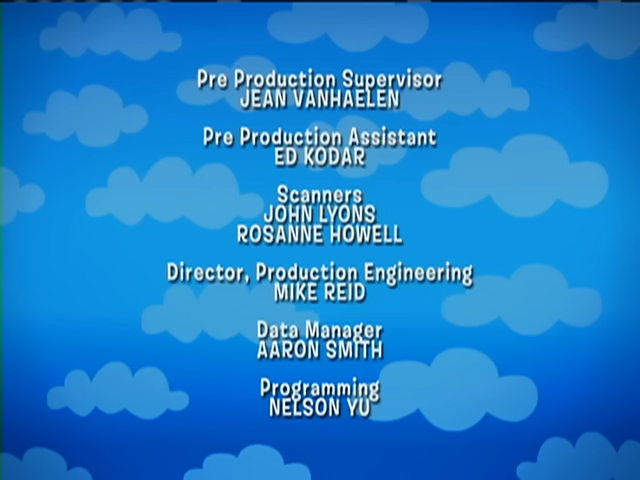 Pre Production Supervisor
JEAN VANHAELEN
Pre Production Assistant
ED KODAR
Scanners
JOHN LYONS
ROSANNE HOWELL
Director, Production Engineering
MIKE REID
Data Manager
AARON SMITH
Programming
NELSON YU